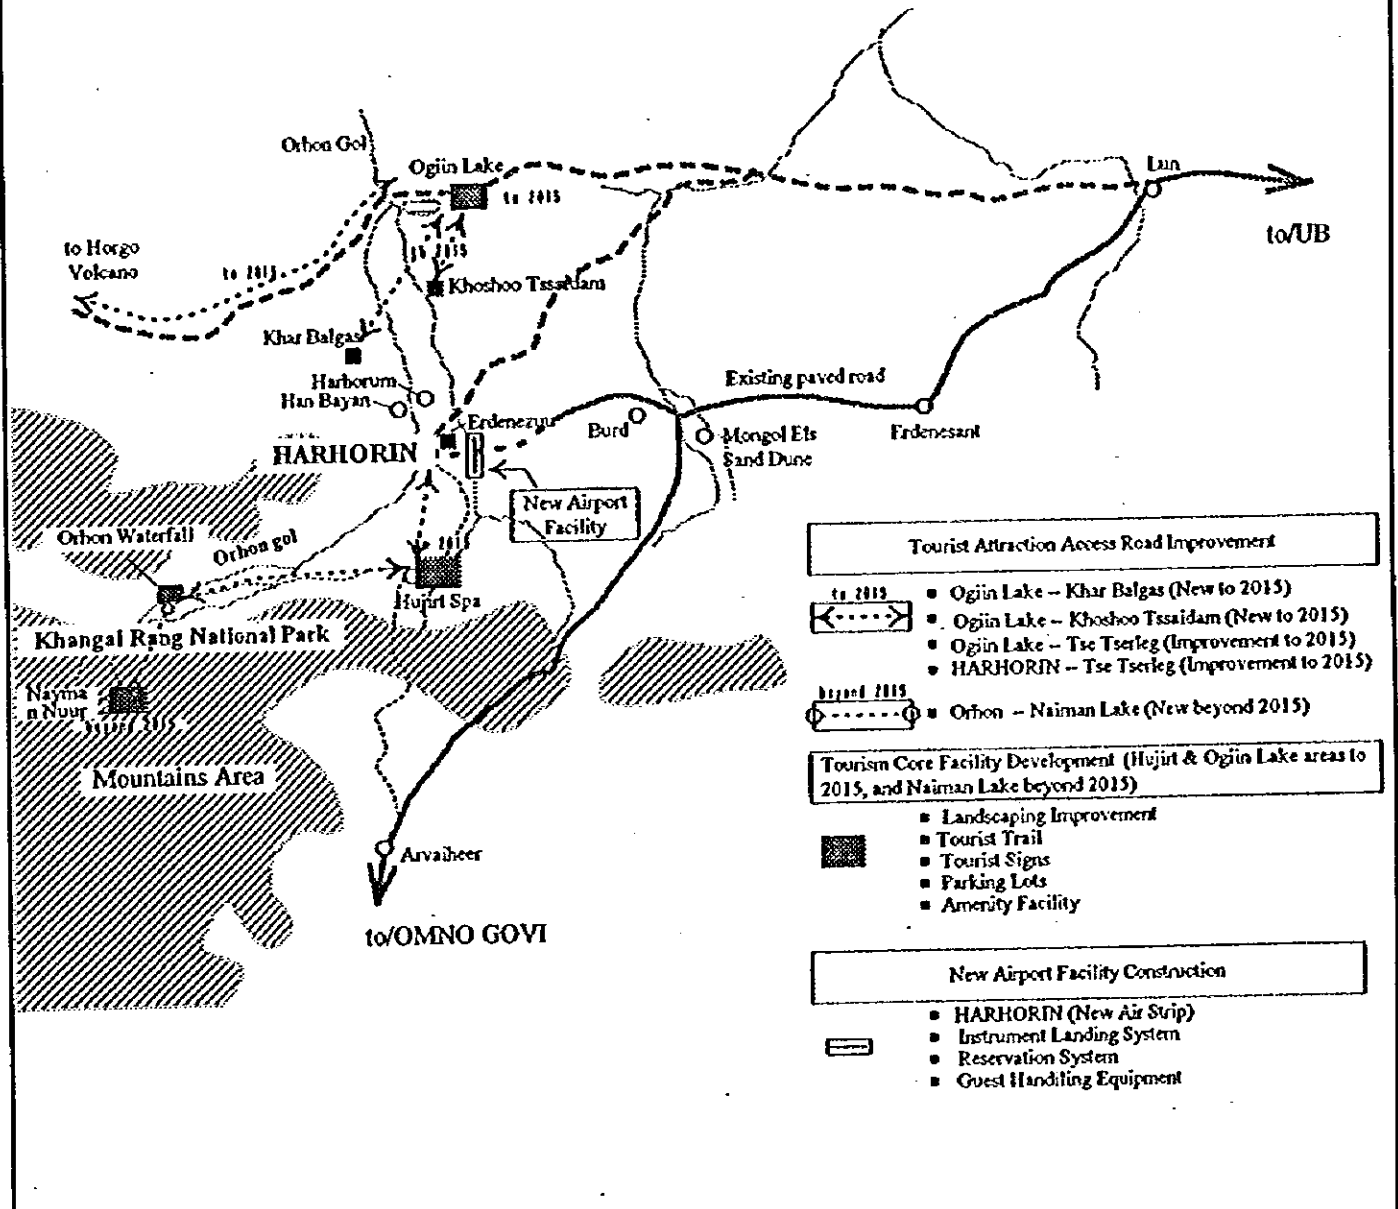 Orhon Gol
Ogiin Lake
to 2015
Lun
to/UB
to Horgo
Volcano
to 2015
Khoshoo Tssaidam
Khar Balgas
Harhorum
Han Bayan
Existing paved road
Erdenezuu
Burd
Mongol Els
Sand Dune
Erdenesant
HARHORIN
New Airport
Facility
Orhon Waterfall
Orhon gol
2015
Hujirt Spa
Khangai Rang National Park
Nayma
n Nuur
beyond 2015
Mountains Area
Arvaiheer
to/OMNO GOVI
Tourist Attraction Access Road Improvement
to 2015
■ Ogiin Lake -- Khar Balgas (New to 2015)
■ Ogiin Lake -- Khoshoo Tssaidam (New to 2015)
■ Ogiin Lake -- Tse Tserleg (Improvement to 2015)
■ HARHORIN -- Tse Tserleg (Improvement to 2015)
beyond 2015
■ Orhon -- Naiman Lake (New beyond 2015)
Tourism Core Facility Development (Hujirt & Ogiin Lake areas to
2015, and Naiman Lake beyond 2015)
■ Landscaping Improvement
■ Tourist Trail
■ Tourist Signs
■ Parking Lots
■ Amenity Facility
New Airport Facility Construction
■ HARHORIN (New Air Strip)
■ Instrument Landing System
■ Reservation System
■ Guest Handiling Equipment